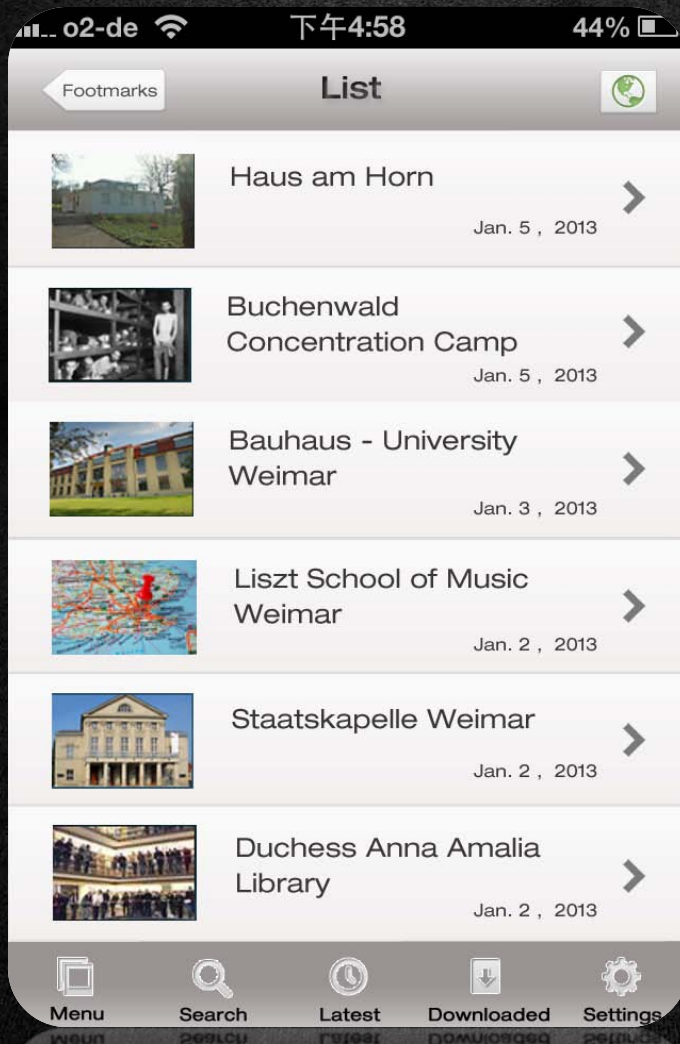 o2-de 下午4:58 44%
Footmarks List
Haus am Horn
Jan. 5 , 2013
Buchenwald
Concentration Camp
Jan. 5 , 2013
Bauhaus - University
Weimar
Jan. 3 , 2013
Liszt School of Music
Weimar
Jan. 2 , 2013
Staatskapelle Weimar
Jan. 2 , 2013
Duchess Anna Amalia
Library
Jan. 2 , 2013
Menu Search Latest Downloaded Settings